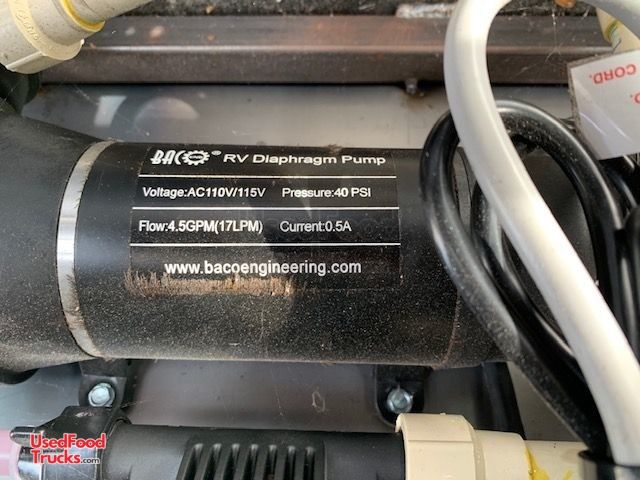 D.
CORD.
BACO® RV Diaphragm Pump
Voltage:AC110V/115V Pressure:40 PSI
Flow:4.5GPM(17LPM) Current:0.5A
www.bacoengineering.com
UsedFood
Trucks.com